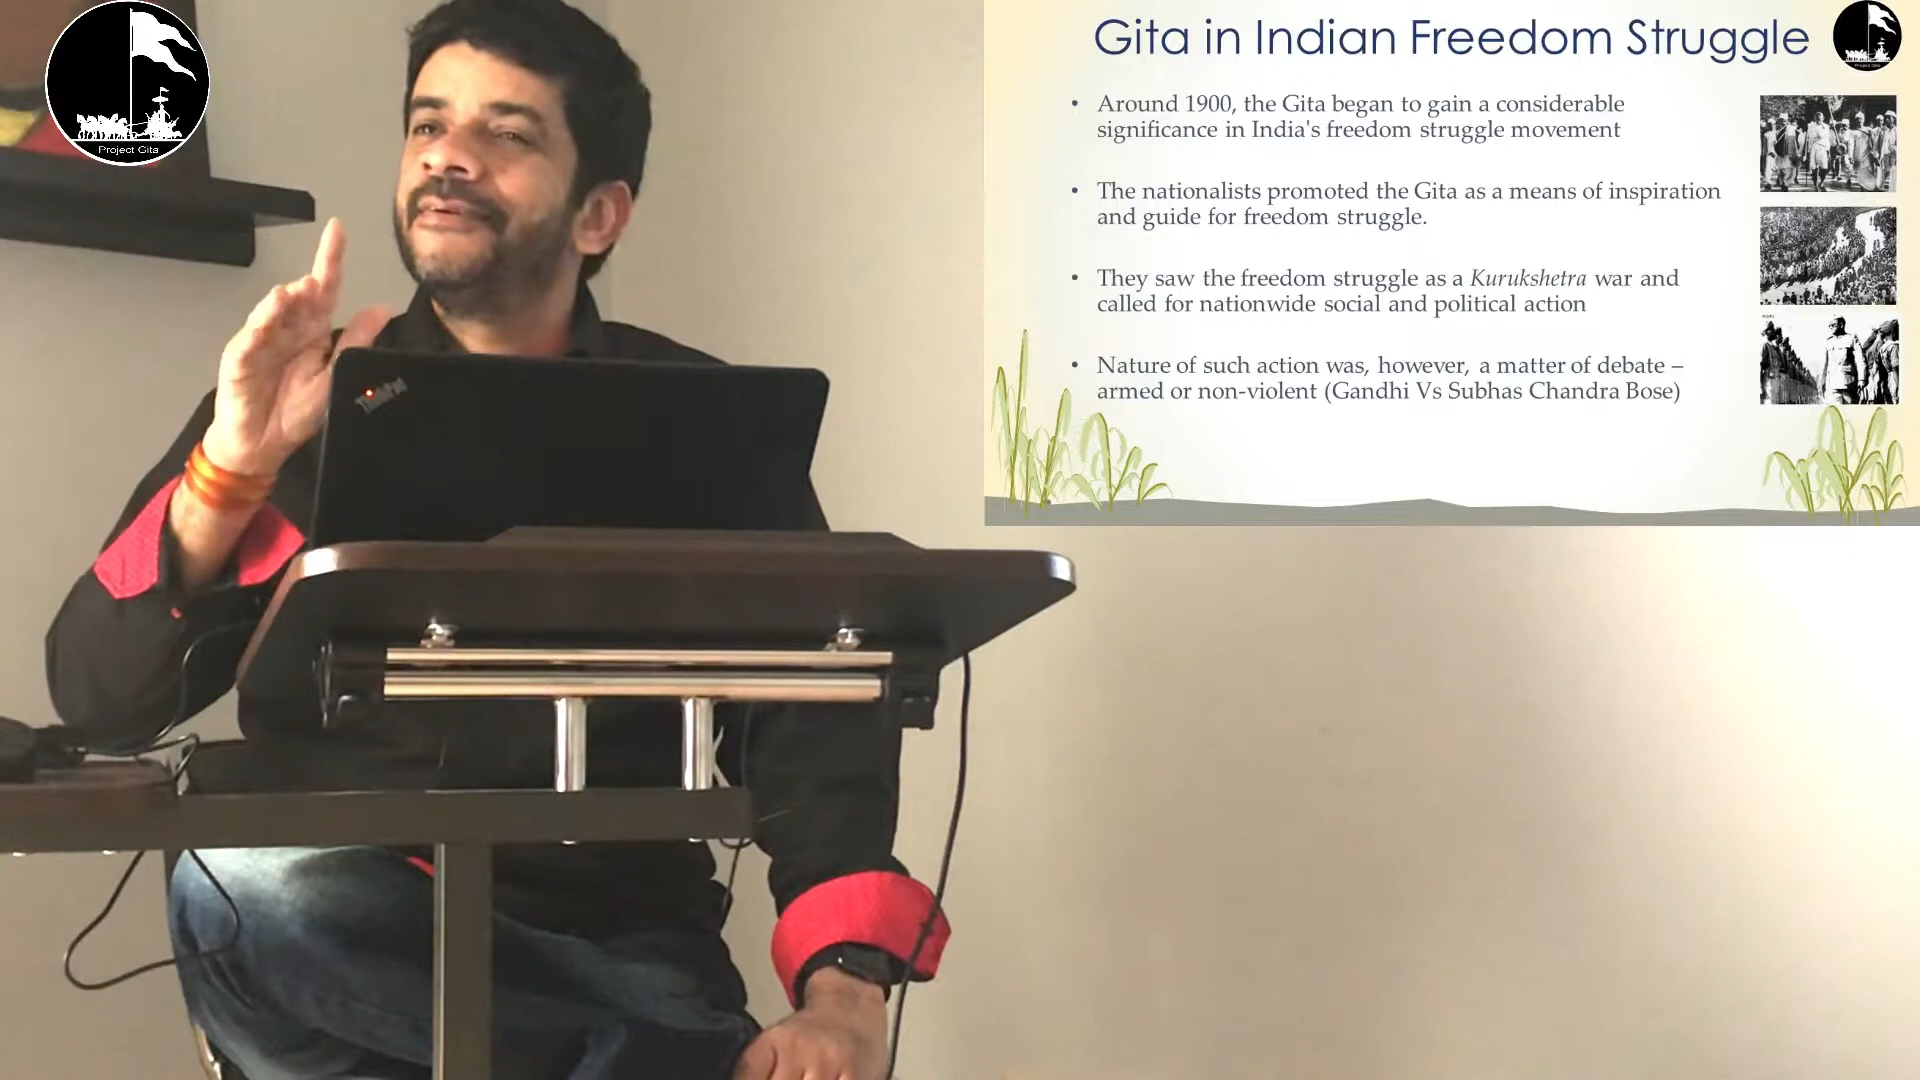 Project Gita
Gita in Indian Freedom Struggle
Project Gita
• Around 1900, the Gita began to gain a considerable
significance in India's freedom struggle movement
• The nationalists promoted the Gita as a means of inspiration
and guide for freedom struggle.
• They saw the freedom struggle as a Kurukshetra war and
called for nationwide social and political action
• Nature of such action was, however, a matter of debate –
armed or non-violent (Gandhi Vs Subhas Chandra Bose)
ThinkPad